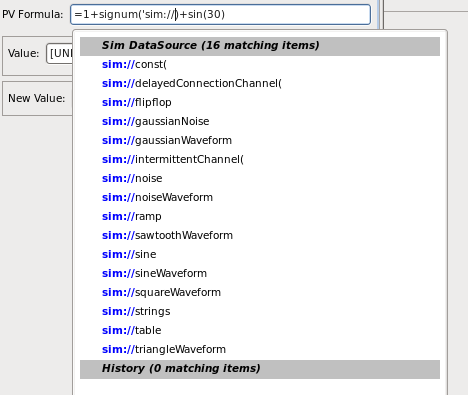 PV Formula: =1+signum('sim://)+sin(30)
Sim DataSource (16 matching items)
Value: [UN
sim://const(
sim://delayedConnectionChannel(
New Value: sim://flipflop
sim://gaussianNoise
sim://gaussianWaveform
sim://intermittentChannel(
sim://noise
sim://noiseWaveform
sim://ramp
sim://sawtoothWaveform
sim://sine
sim://sineWaveform
sim://squareWaveform
sim://strings
sim://table
sim://triangleWaveform
History (0 matching items)